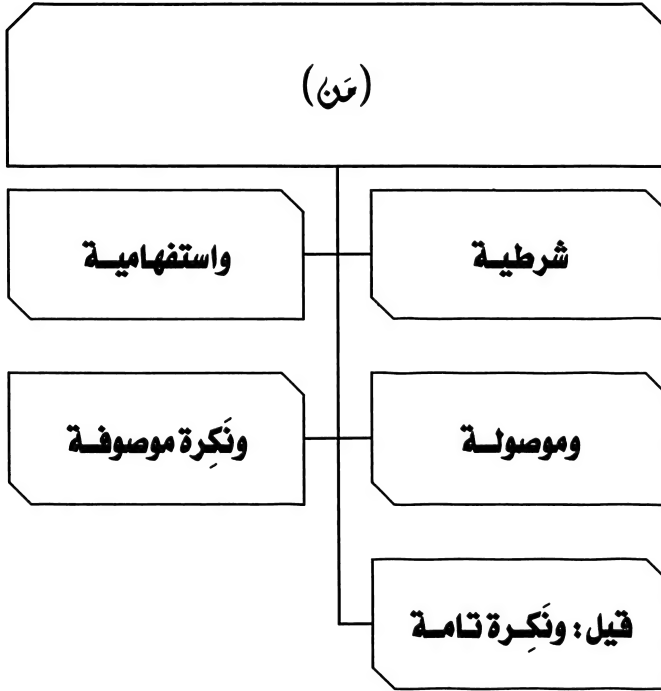 (مَن)
شرطيـة
واستفهاميـة
وموصولـة
ونَكِرة موصوفـة
قيل: ونَكِـرة تـامـة